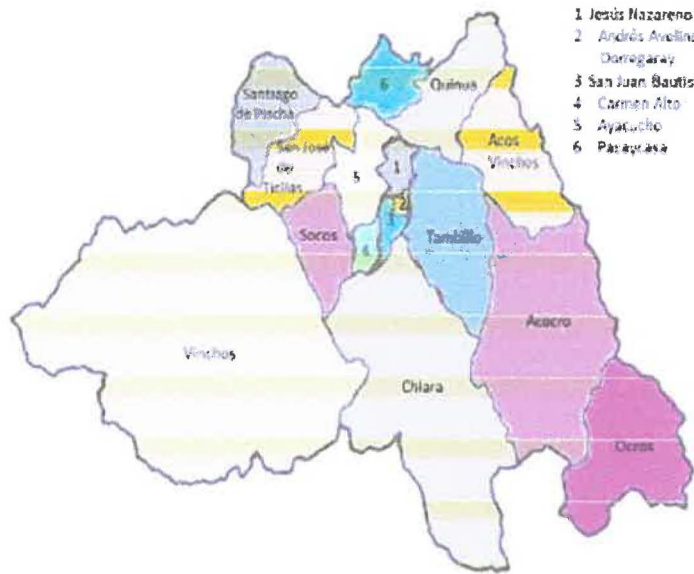 1 Jesús Nazareno
2 Andrés Avelino
Dorregaray
3 San Juan Bautis
4 Carmen Alto
5 Ayacucho
6 Pacaycasa
6
Quinua
Santiago
de Pischa
San José
de
Ticllas
5
1
Acos
Vinchos
2
3
4
Socos
Tambillo
Acocro
Vinchos
Chiara
Ocros